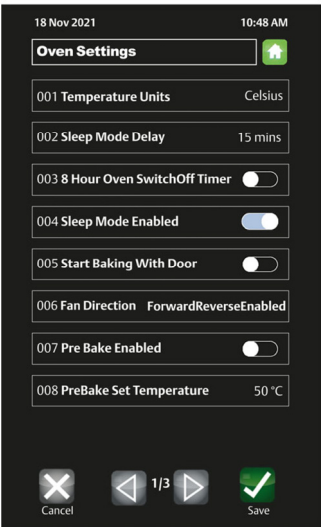 18 Nov 2021 10:48 AM
Oven Settings
001 Temperature Units Celsius
002 Sleep Mode Delay 15 mins
003 8 Hour Oven SwitchOff Timer
004 Sleep Mode Enabled
005 Start Baking With Door
006 Fan Direction ForwardReverseEnabled
007 Pre Bake Enabled
008 PreBake Set Temperature 50 °C
1/3
Cancel Save